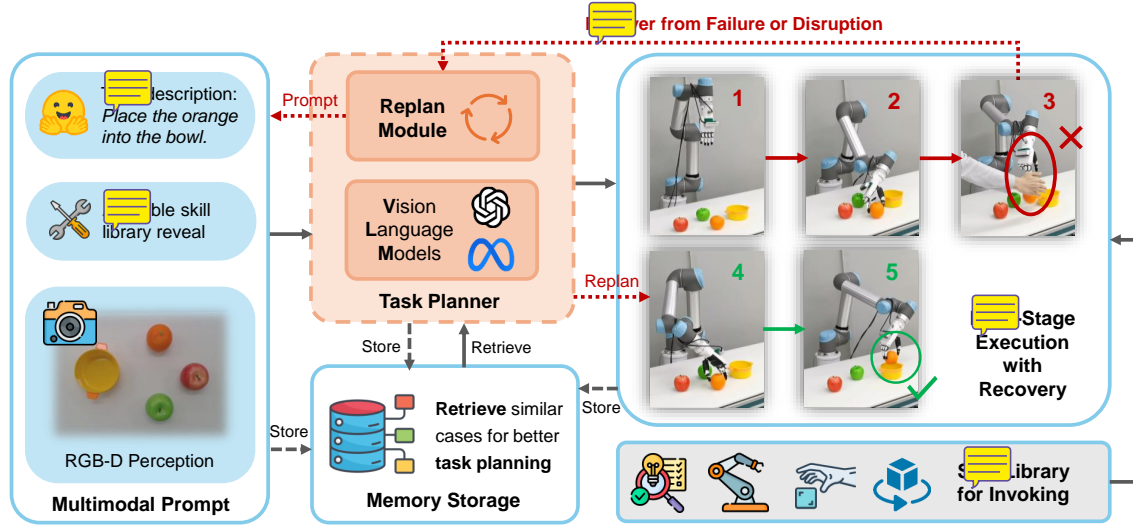 ver from Failure or Disruption
description:
Place the orange
into the bowl.
ble skill
library reveal
RGB-D Perception
Multimodal Prompt
Prompt
Replan
Module
Vision
Language
Models
Task Planner
Store
Retrieve
Replan
1
2
3
4
5
-Stage
Execution
with
Recovery
Store
Store
Retrieve similar
cases for better
task planning
Memory Storage
Library
for Invoking